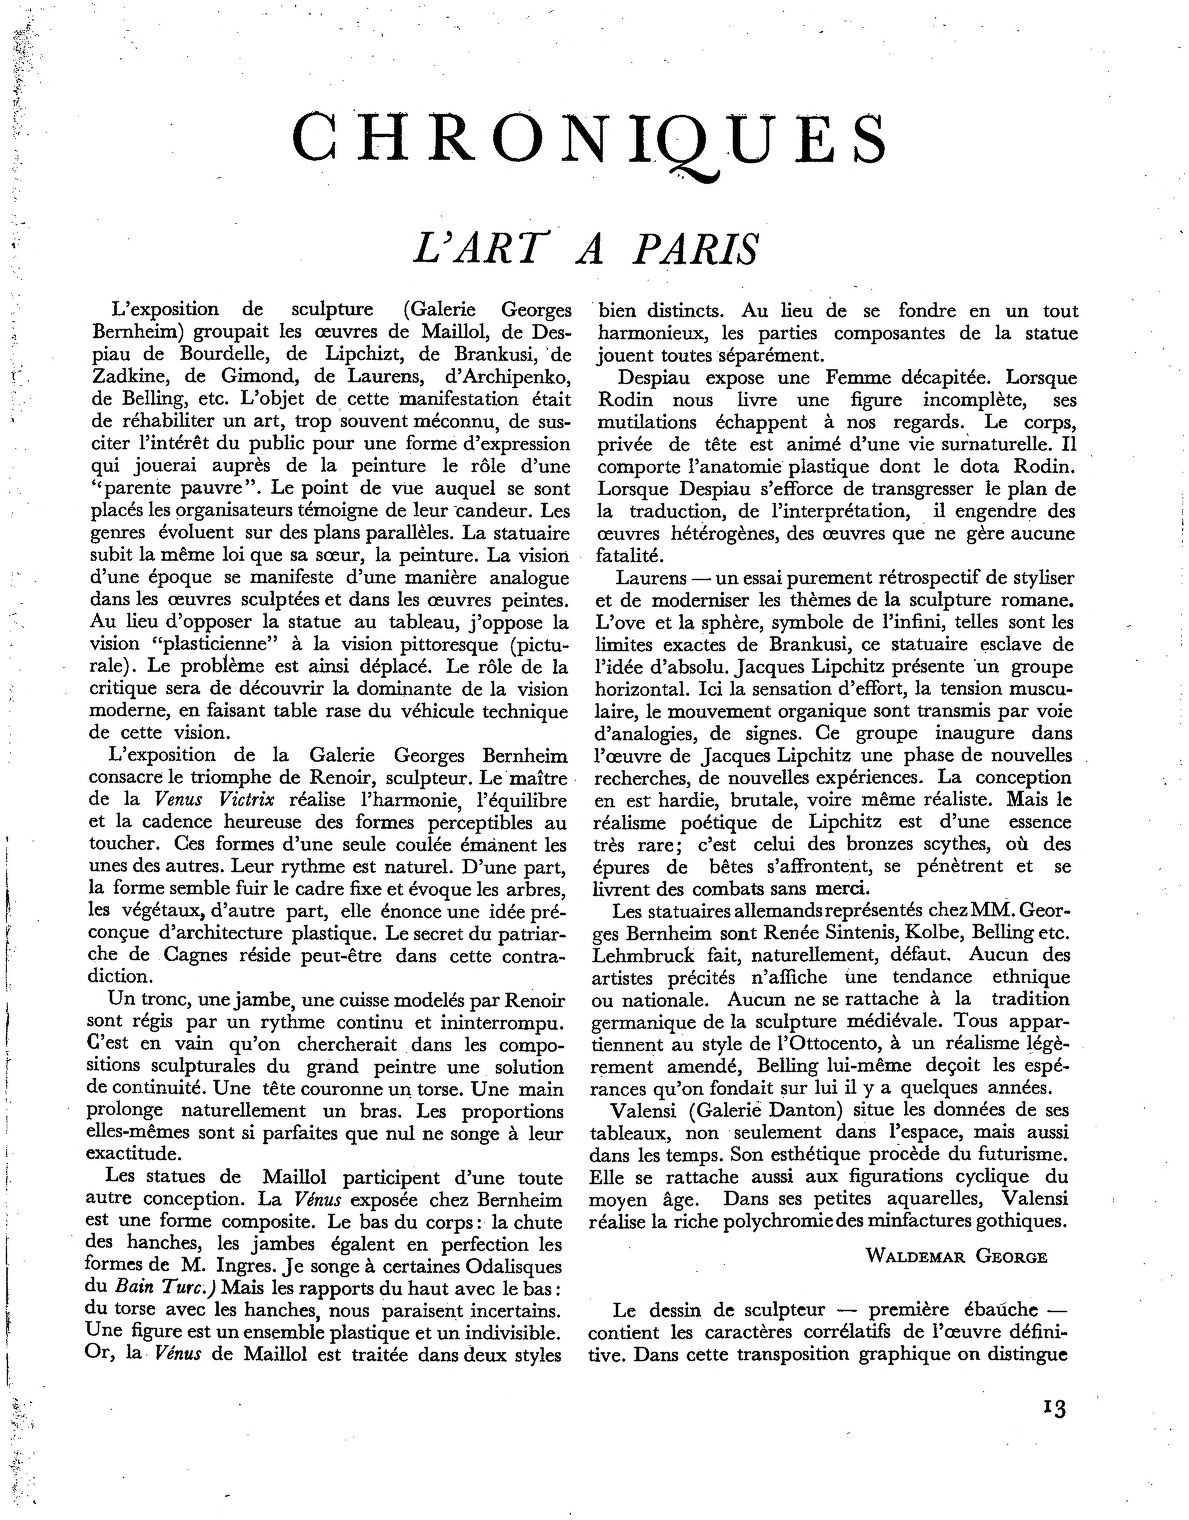 CHRONIQUES
L'ART A PARIS
L'exposition de sculpture (Galerie Georges
Bernheim) groupait les œuvres de Maillol, de Des-
piau de Bourdelle, de Lipchizt, de Brankusi, de
Zadkine, de Gimond, de Laurens, d'Archipenko,
de Belling, etc. L'objet de cette manifestation était
de réhabiliter un art, trop souvent méconnu, de sus-
citer l'intérêt du public pour une forme d'expression
qui jouerai auprès de la peinture le rôle d'une
"parente pauvre". Le point de vue auquel se sont
placés les organisateurs témoigne de leur candeur. Les
genres évoluent sur des plans parallèles. La statuaire
subit la même loi que sa sœur, la peinture. La vision
d'une époque se manifeste d'une manière analogue
dans les œuvres sculptées et dans les œuvres peintes.
Au lieu d'opposer la statue au tableau, j'oppose la
vision "plasticienne" à la vision pittoresque (pictu-
rale). Le problème est ainsi déplacé. Le rôle de la
critique sera de découvrir la dominante de la vision
moderne, en faisant table rase du véhicule technique
de cette vision.
L'exposition de la Galerie Georges Bernheim
consacre le triomphe de Renoir, sculpteur. Le maître
de la Venus Victrix réalise l'harmonie, l'équilibre
et la cadence heureuse des formes perceptibles au
toucher. Ces formes d'une seule coulée émanent les
unes des autres. Leur rythme est naturel. D'une part,
la forme semble fuir le cadre fixe et évoque les arbres,
les végétaux, d'autre part, elle énonce une idée pré-
conçue d'architecture plastique. Le secret du patriar-
che de Cagnes réside peut-être dans cette contra-
diction.
Un tronc, une jambe, une cuisse modelés par Renoir
sont régis par un rythme continu et ininterrompu.
C'est en vain qu'on chercherait dans les compo-
sitions sculpturales du grand peintre une solution
de continuité. Une tête couronne un torse. Une main
prolonge naturellement un bras. Les proportions
elles-mêmes sont si parfaites que nul ne songe à leur
exactitude.
Les statues de Maillol participent d'une toute
autre conception. La Vénus exposée chez Bernheim
est une forme composite. Le bas du corps: la chute
des hanches, les jambes égalent en perfection les
formes de M. Ingres. Je songe à certaines Odalisques
du Bain Turc.) Mais les rapports du haut avec le bas:
du torse avec les hanches, nous paraisent incertains.
Une figure est un ensemble plastique et un indivisible.
Or, la Vénus de Maillol est traitée dans deux styles
bien distincts. Au lieu de se fondre en un tout
harmonieux, les parties composantes de la statue
jouent toutes séparément.
Despiau expose une Femme décapitée. Lorsque
Rodin nous livre une figure incomplète, ses
mutilations échappent à nos regards. Le corps,
privée de tête est animé d'une vie surnaturelle. Il
comporte l'anatomie plastique dont le dota Rodin.
Lorsque Despiau s'efforce de transgresser le plan de
la traduction, de l'interprétation, il engendre des
œuvres hétérogènes, des œuvres que ne gère aucune
fatalité.
Laurens — un essai purement rétrospectif de styliser
et de moderniser les thèmes de la sculpture romane.
L'ove et la sphère, symbole de l'infini, telles sont les
limites exactes de Brankusi, ce statuaire esclave de
l'idée d'absolu. Jacques Lipchitz présente un groupe
horizontal. Ici la sensation d'effort, la tension muscu-
laire, le mouvement organique sont transmis par voie
d'analogies, de signes. Ce groupe inaugure dans
l'œuvre de Jacques Lipchitz une phase de nouvelles
recherches, de nouvelles expériences. La conception
en est hardie, brutale, voire même réaliste. Mais le
réalisme poétique de Lipchitz est d'une essence
très rare; c'est celui des bronzes scythes, où des
épures de bêtes s'affrontent, se pénètrent et se
livrent des combats sans merci.
Les statuaires allemands représentés chez MM. Geor-
ges Bernheim sont Renée Sintenis, Kolbe, Belling etc.
Lehmbruck fait, naturellement, défaut. Aucun des
artistes précités n'affiche une tendance ethnique
ou nationale. Aucun ne se rattache à la tradition
germanique de la sculpture médiévale. Tous appar-
tiennent au style de l'Ottocento, à un réalisme légè-
rement amendé, Belling lui-même deçoit les espé-
rances qu'on fondait sur lui il y a quelques années.
Valensi (Galerie Danton) situe les données de ses
tableaux, non seulement dans l'espace, mais aussi
dans les temps. Son esthétique procède du futurisme.
Elle se rattache aussi aux figurations cyclique du
moyen âge. Dans ses petites aquarelles, Valensi
réalise la riche polychromie des minfactures gothiques.
WALDEMAR GEORGE
Le dessin de sculpteur — première ébauche —
contient les caractères corrélatifs de l'œuvre défini-
tive. Dans cette transposition graphique on distingue
13